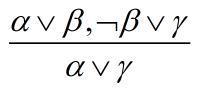 α ∨ β, ¬β ∨ γ
α ∨ γ